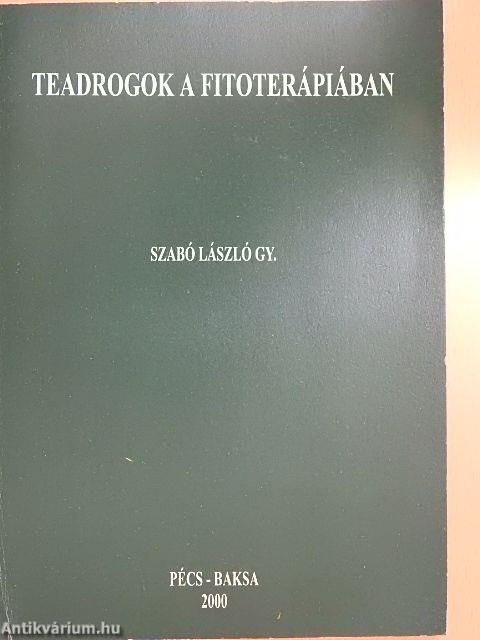 TEADROGOK A FITOTERÁPIÁBAN
SZABÓ LÁSZLÓ GY.
PÉCS - BAKSA
2000
Antikvárium.hu